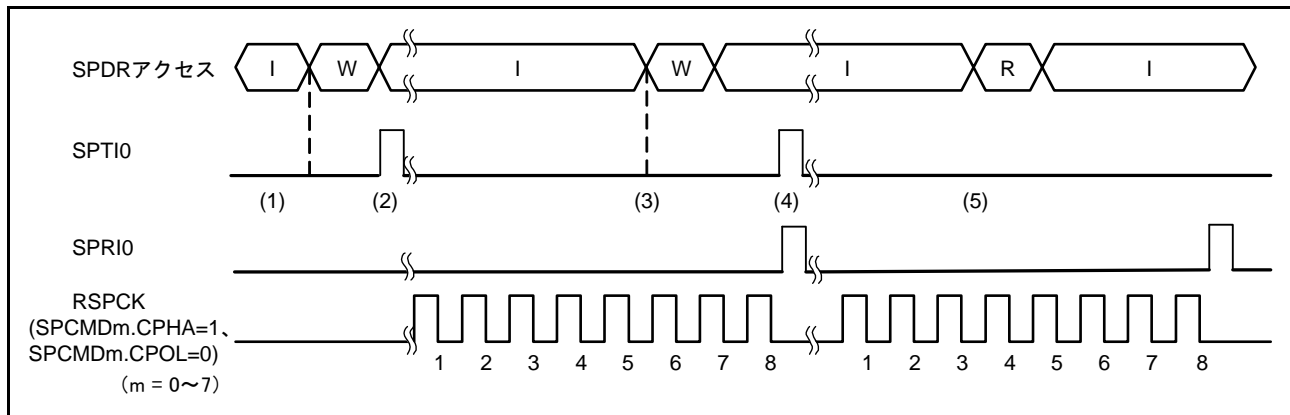 SPDRアクセス I W I W I R I
SPTI0
(1) (2) (3) (4) (5)
SPRI0
RSPCK
(SPCMDm.CPHA=1、
SPCMDm.CPOL=0)
(m = 0～7)
1 2 3 4 5 6 7 8 1 2 3 4 5 6 7 8